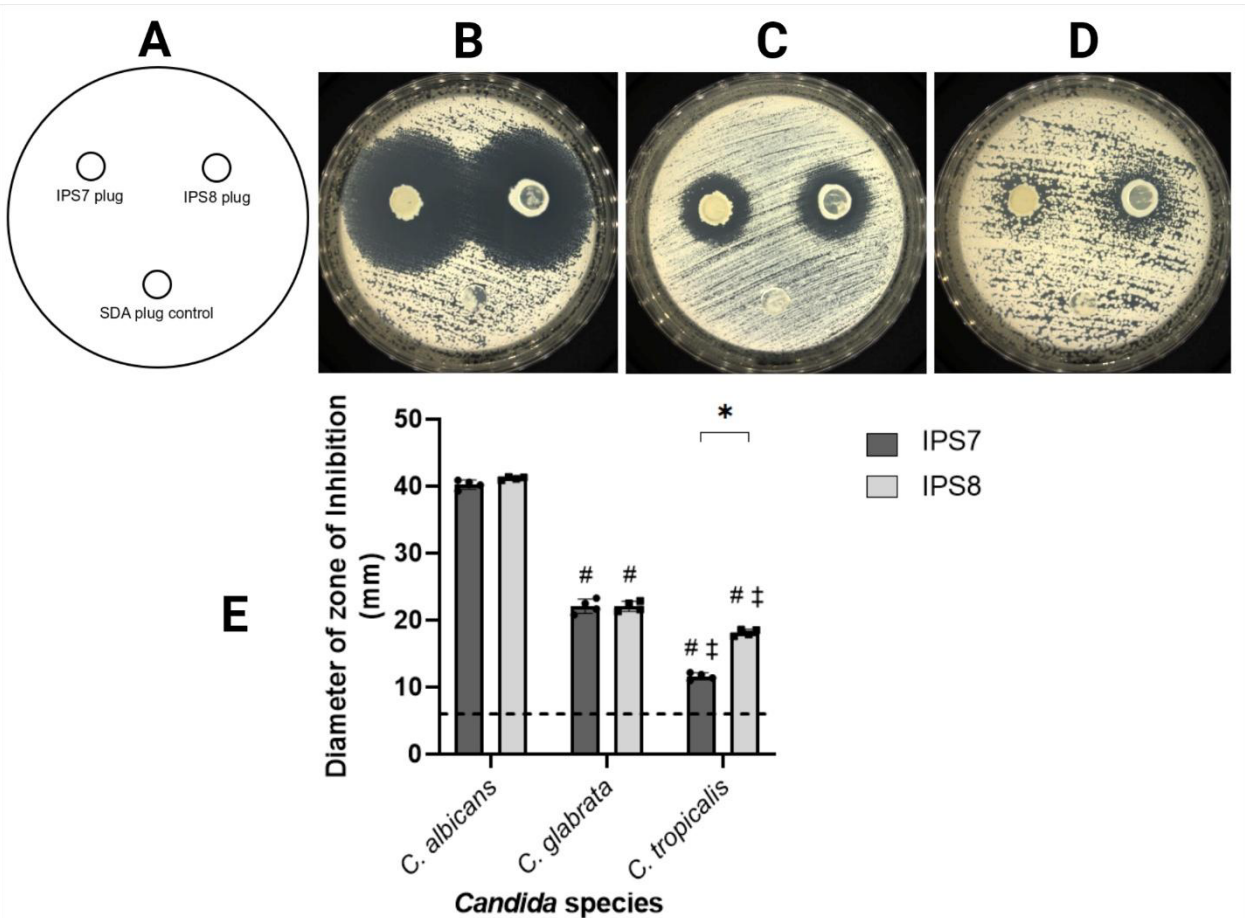 A
B
C
D
IPS7 plug
IPS8 plug
SDA plug control
E
Diameter of zone of Inhibition
(mm)
50
40
30
20
10
0
#
#
# ‡
# ‡
*
IPS7
IPS8
C. albicans
C. glabrata
C. tropicalis
Candida species